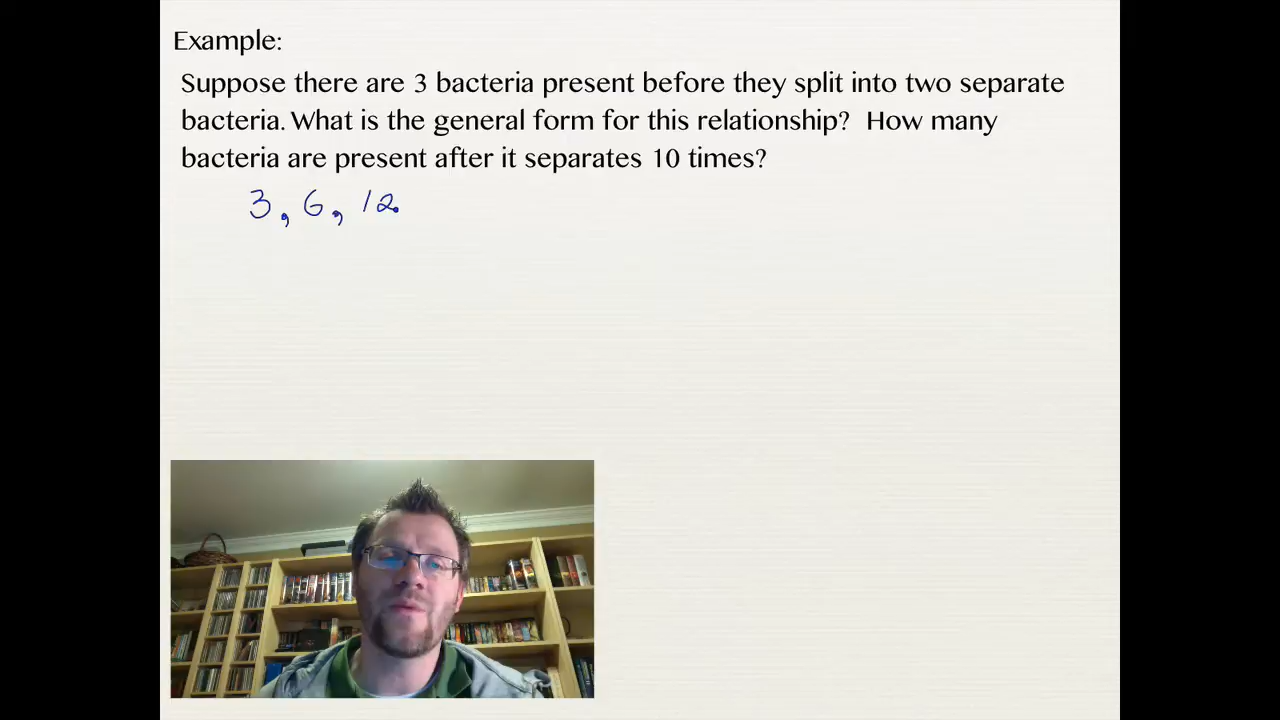 Example:
Suppose there are 3 bacteria present before they split into two separate
bacteria. What is the general form for this relationship? How many
bacteria are present after it separates 10 times?
3, 6, 12